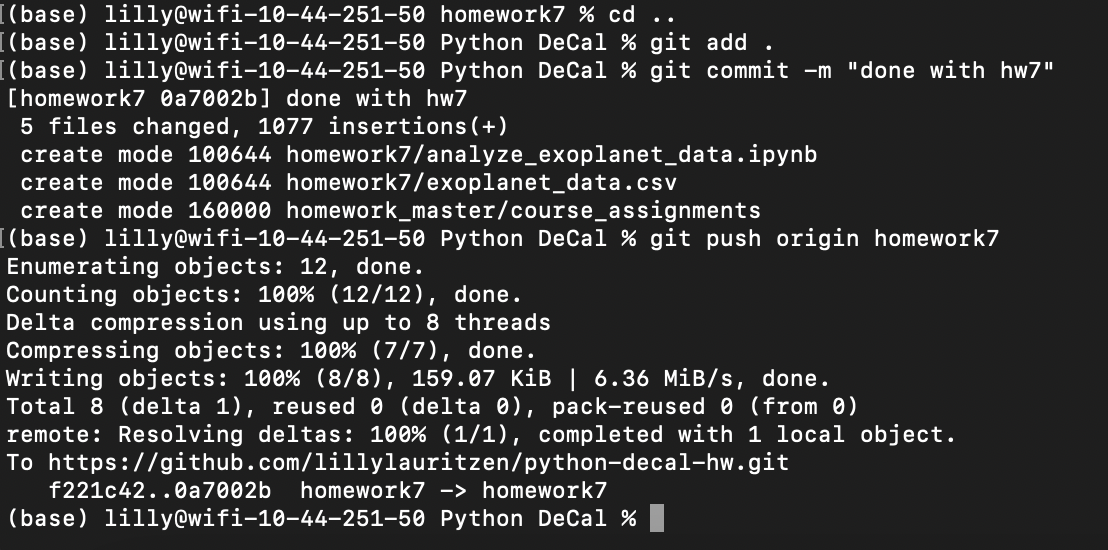 [(base) lilly@wifi-10-44-251-50 homework7 % cd ..
[(base) lilly@wifi-10-44-251-50 Python DeCal % git add .
[(base) lilly@wifi-10-44-251-50 Python DeCal % git commit -m "done with hw7"
[homework7 0a7002b] done with hw7
 5 files changed, 1077 insertions(+)
 create mode 100644 homework7/analyze_exoplanet_data.ipynb
 create mode 100644 homework7/exoplanet_data.csv
 create mode 160000 homework_master/course_assignments
[(base) lilly@wifi-10-44-251-50 Python DeCal % git push origin homework7
Enumerating objects: 12, done.
Counting objects: 100% (12/12), done.
Delta compression using up to 8 threads
Compressing objects: 100% (7/7), done.
Writing objects: 100% (8/8), 159.07 KiB | 6.36 MiB/s, done.
Total 8 (delta 1), reused 0 (delta 0), pack-reused 0 (from 0)
remote: Resolving deltas: 100% (1/1), completed with 1 local object.
To https://github.com/lillylauritzen/python-decal-hw.git
   f221c42..0a7002b  homework7 -> homework7
(base) lilly@wifi-10-44-251-50 Python DeCal %